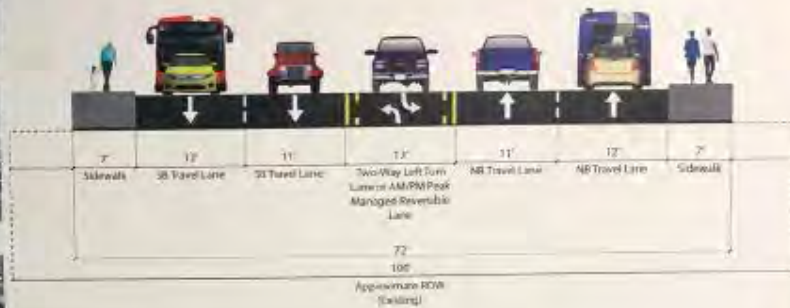 7' 12' 11' 12' 11' 12' 7'
Sidewalk SB Travel Lane SB Travel Lane Two-Way Left Turn NB Travel Lane NB Travel Lane Sidewalk
Lane or AM/PM Peak
Managed Reversible
Lane
72'
100'
Approximate ROW
(Existing)